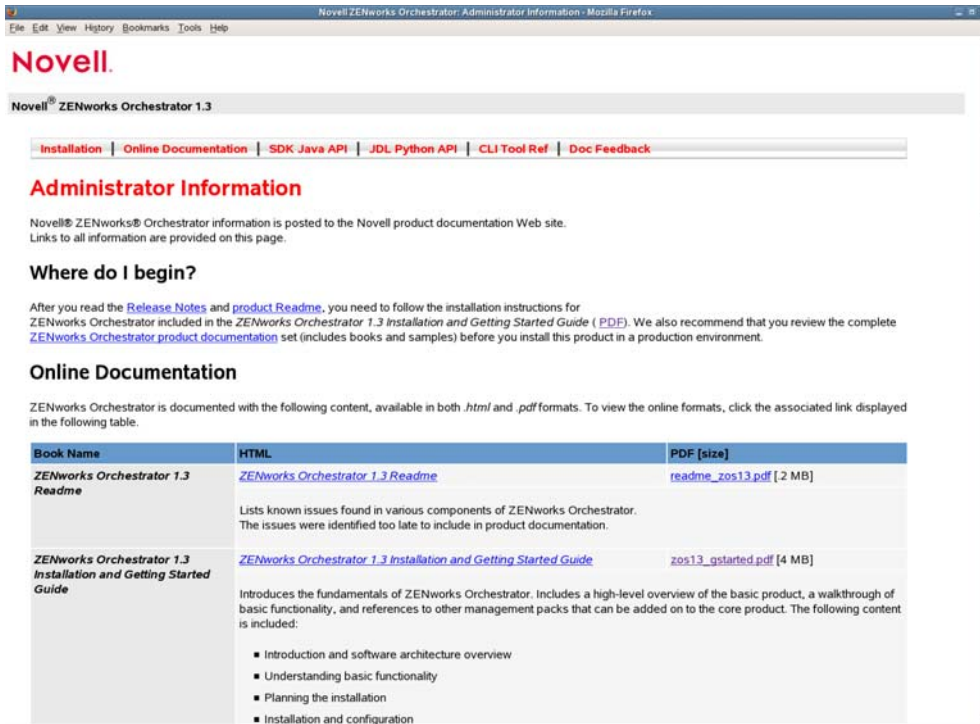 Novell ZENworks Orchestrator: Administrator Information - Mozilla Firefox
File Edit View History Bookmarks Tools Help
Novell.
Novell® ZENworks Orchestrator 1.3
Installation | Online Documentation | SDK Java API | JDL Python API | CLI Tool Ref | Doc Feedback
Administrator Information
Novell® ZENworks® Orchestrator information is posted to the Novell product documentation Web site.
Links to all information are provided on this page.
Where do I begin?
After you read the Release Notes and product Readme, you need to follow the installation instructions for
ZENworks Orchestrator included in the ZENworks Orchestrator 1.3 Installation and Getting Started Guide ( PDF). We also recommend that you review the complete
ZENworks Orchestrator product documentation set (includes books and samples) before you install this product in a production environment.
Online Documentation
ZENworks Orchestrator is documented with the following content, available in both .html and .pdf formats. To view the online formats, click the associated link displayed
in the following table.
Book Name HTML PDF [size]
ZENworks Orchestrator 1.3 ZENworks Orchestrator 1.3 Readme readme_zos13.pdf [.2 MB]
Readme
Lists known issues found in various components of ZENworks Orchestrator.
The issues were identified too late to include in product documentation.
ZENworks Orchestrator 1.3 ZENworks Orchestrator 1.3 Installation and Getting Started Guide zos13_gstarted.pdf [4 MB]
Installation and Getting Started
Guide
Introduces the fundamentals of ZENworks Orchestrator. Includes a high-level overview of the basic product, a walkthrough of
basic functionality, and references to other management packs that can be added on to the core product. The following content
is included:
■ Introduction and software architecture overview
■ Understanding basic functionality
■ Planning the installation
■ Installation and configuration